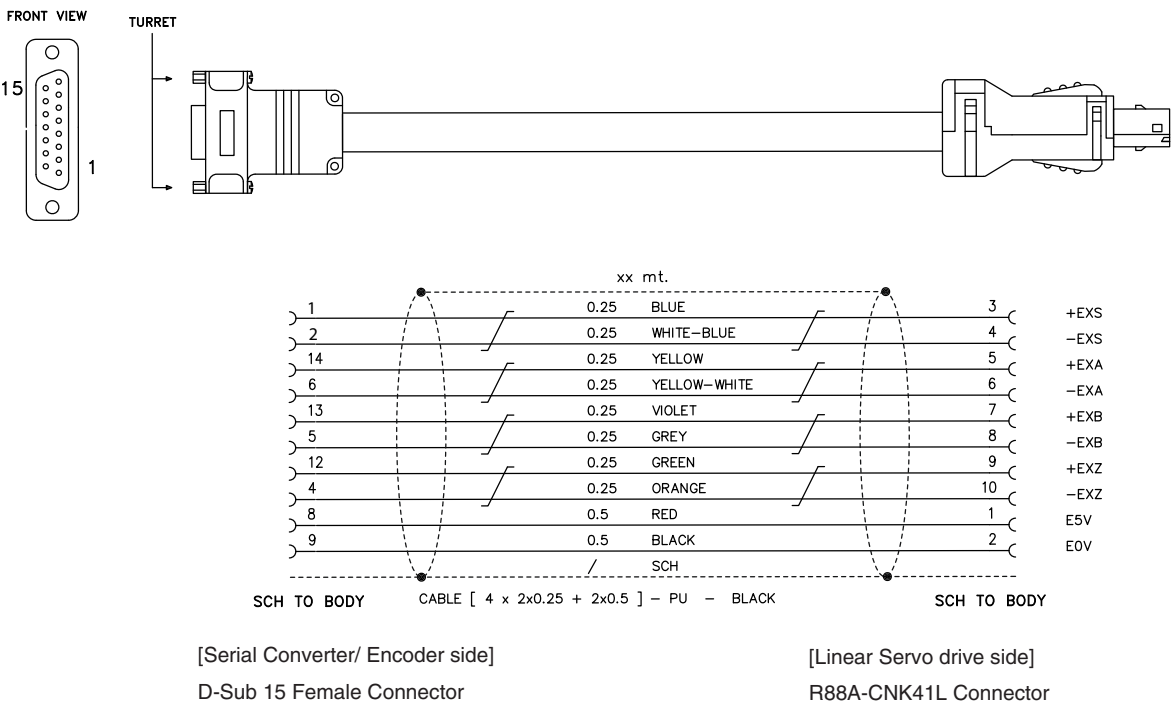 FRONT VIEW
TURRET
15
1
xx mt.
1 0.25 BLUE 3 +EXS
2 0.25 WHITE-BLUE 4 -EXS
14 0.25 YELLOW 5 +EXA
6 0.25 YELLOW-WHITE 6 -EXA
13 0.25 VIOLET 7 +EXB
5 0.25 GREY 8 -EXB
12 0.25 GREEN 9 +EXZ
4 0.25 ORANGE 10 -EXZ
8 0.5 RED 1 E5V
9 0.5 BLACK 2 E0V
/ SCH
SCH TO BODY CABLE [ 4 x 2x0.25 + 2x0.5 ] - PU - BLACK SCH TO BODY
[Serial Converter/ Encoder side] [Linear Servo drive side]
D-Sub 15 Female Connector R88A-CNK41L Connector